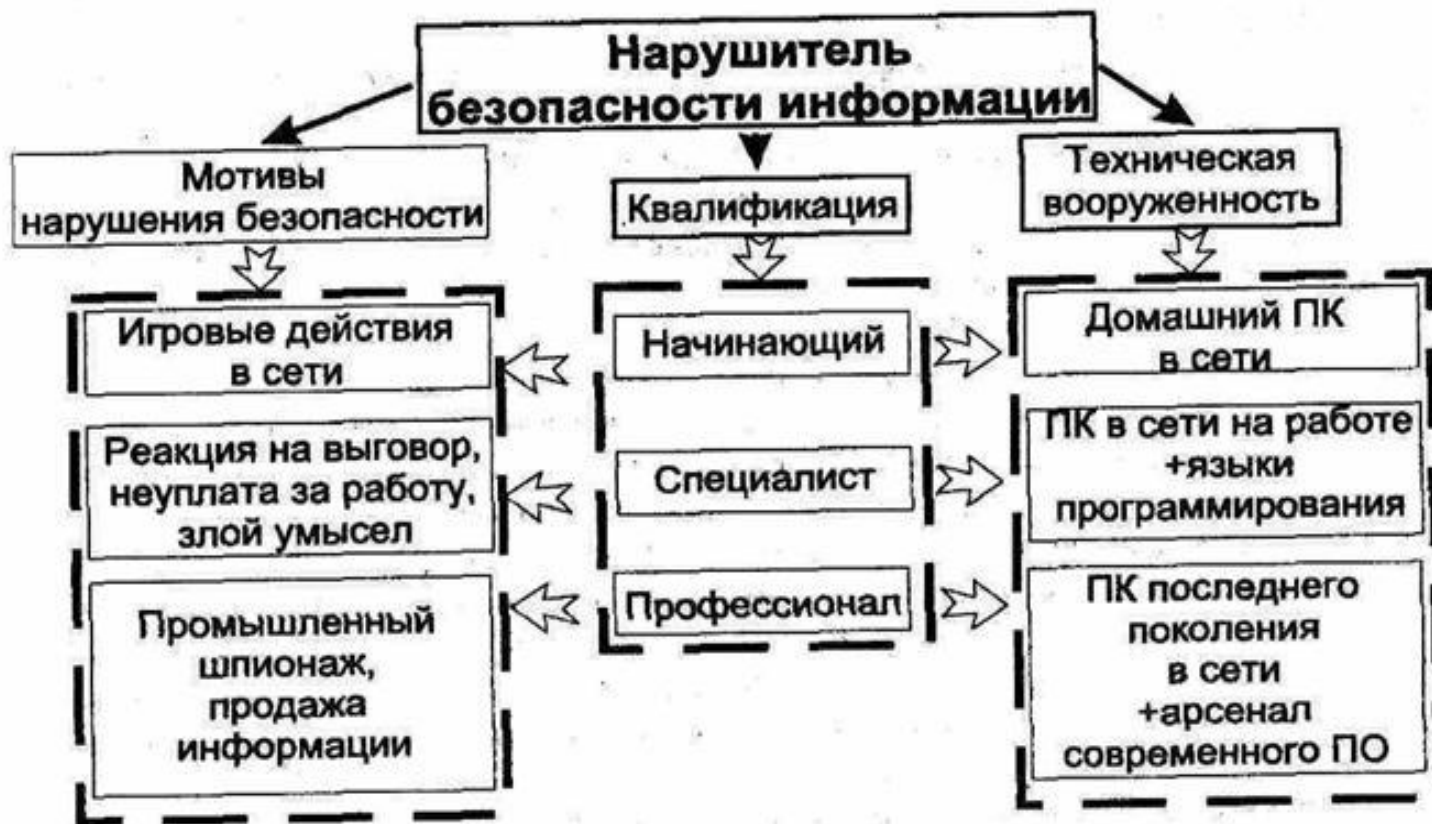 Нарушитель
безопасности информации
Мотивы
нарушения безопасности
Квалификация
Техническая
вооруженность
Игровые действия
в сети
Начинающий
Домашний ПК
в сети
Реакция на выговор,
неуплата за работу,
злой умысел
Специалист
ПК в сети на работе
+языки
программирования
Промышленный
шпионаж,
продажа
информации
Профессионал
ПК последнего
поколения
в сети
+арсенал
современного ПО